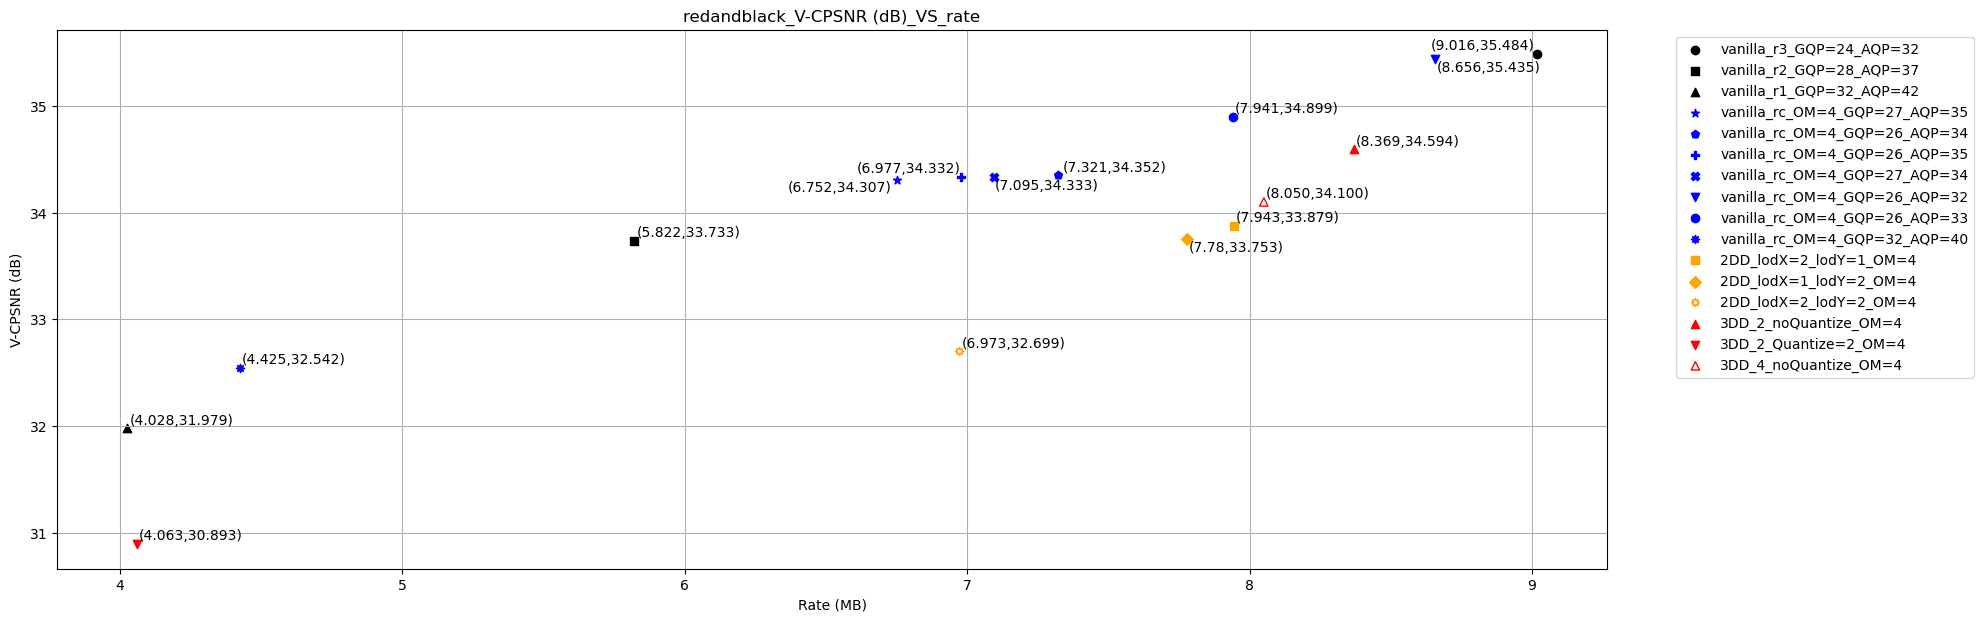 redandblack_V-CPSNR (dB)_VS_rate
V-CPSNR (dB)
35
34
33
32
31
(9.016,35.484)
(8.656,35.435)
(7.941,34.899)
(8.369,34.594)
(6.977,34.332)
(7.321,34.352)
(6.752,34.307)
(7.095,34.333)
(8.050,34.100)
(7.943,33.879)
(5.822,33.733)
(7.78,33.753)
(6.973,32.699)
(4.425,32.542)
(4.028,31.979)
(4.063,30.893)
4
5
6
7
8
9
Rate (MB)
vanilla_r3_GQP=24_AQP=32
vanilla_r2_GQP=28_AQP=37
vanilla_r1_GQP=32_AQP=42
vanilla_rc_OM=4_GQP=27_AQP=35
vanilla_rc_OM=4_GQP=26_AQP=34
vanilla_rc_OM=4_GQP=26_AQP=35
vanilla_rc_OM=4_GQP=27_AQP=34
vanilla_rc_OM=4_GQP=26_AQP=32
vanilla_rc_OM=4_GQP=26_AQP=33
vanilla_rc_OM=4_GQP=32_AQP=40
2DD_lodX=2_lodY=1_OM=4
2DD_lodX=1_lodY=2_OM=4
2DD_lodX=2_lodY=2_OM=4
3DD_2_noQuantize_OM=4
3DD_2_Quantize=2_OM=4
3DD_4_noQuantize_OM=4